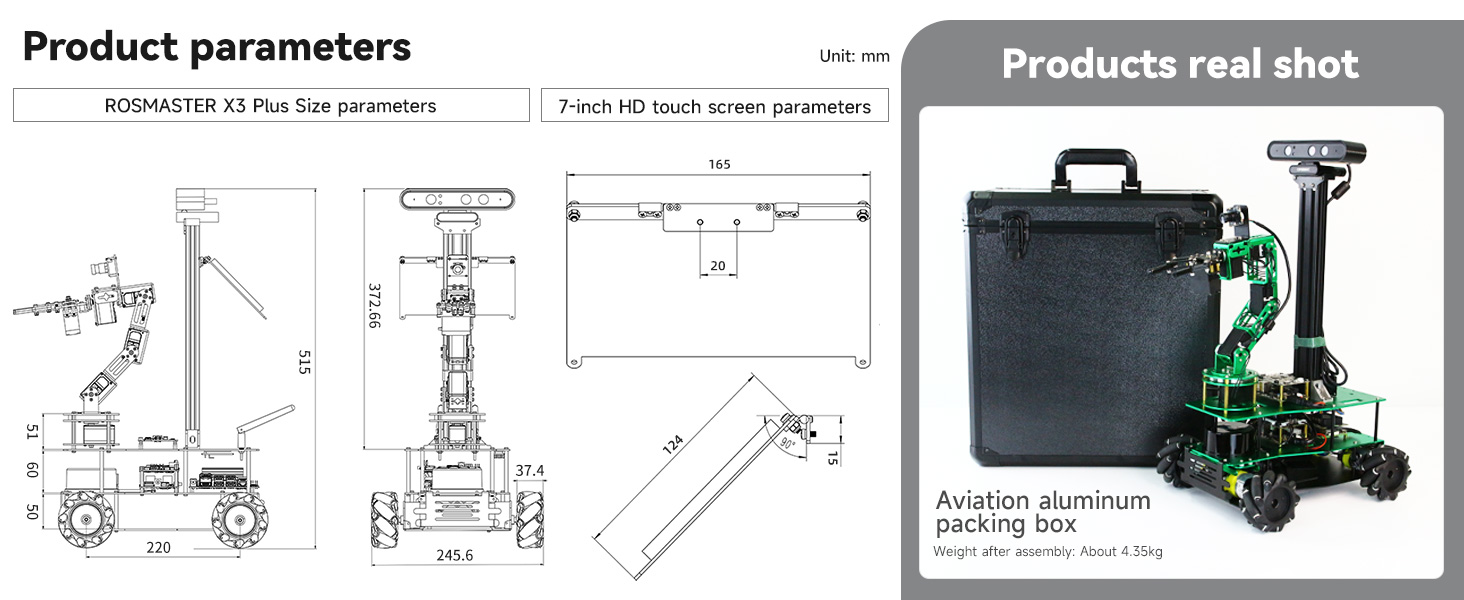 Product parameters
Unit: mm
ROSMASTER X3 Plus Size parameters
7-inch HD touch screen parameters
165
20
372.66
515
51
60
50
220
37.4
245.6
124
90°
15
Products real shot
Aviation aluminum
packing box
Weight after assembly: About 4.35kg